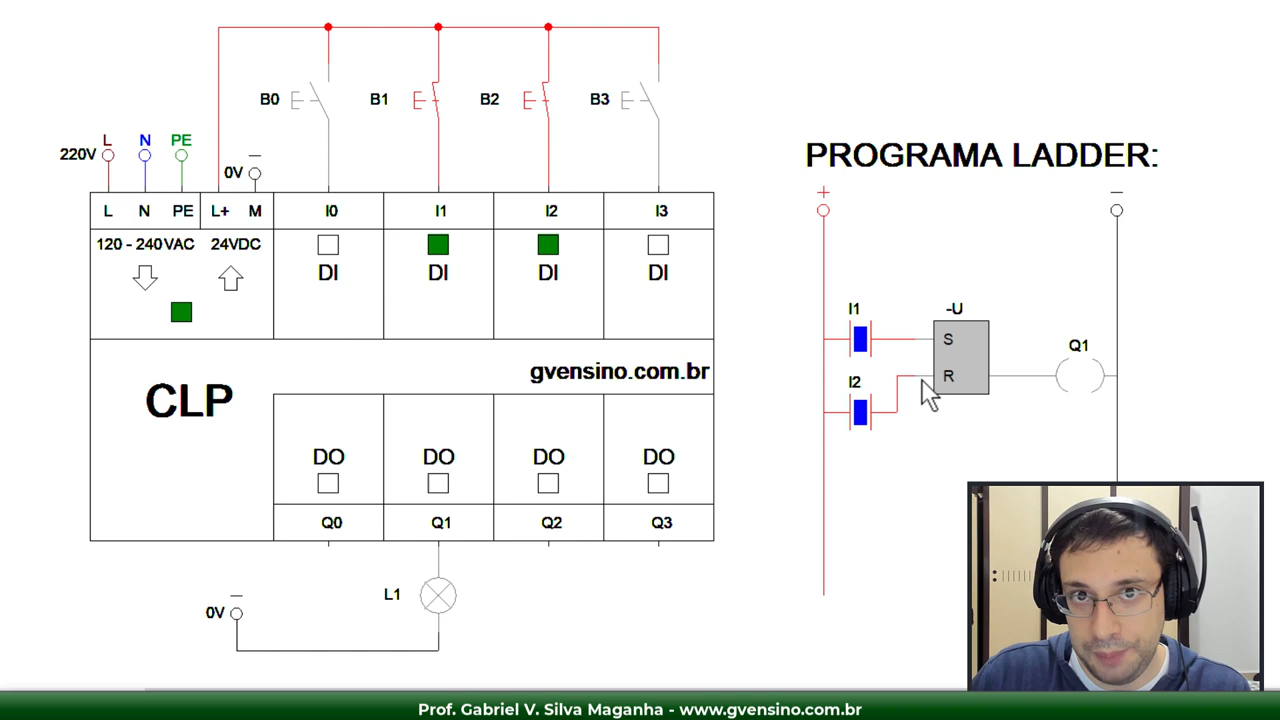 B0
B1
B2
B3
L
N
PE
220V
0V
PROGRAMA LADDER:
+
−
L
N
PE
L+
M
I0
I1
I2
I3
120 - 240VAC
24VDC
DI
DI
DI
DI
I1
-U
S
Q1
I2
R
gvensino.com.br
CLP
DO
DO
DO
DO
Q0
Q1
Q2
Q3
L1
0V
Prof. Gabriel V. Silva Maganha - www.gvensino.com.br